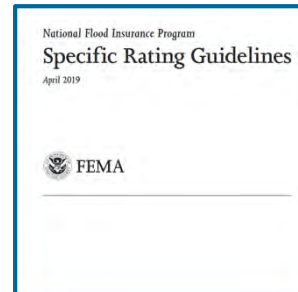 National Flood Insurance Program
Specific Rating Guidelines
April 2019
FEMA